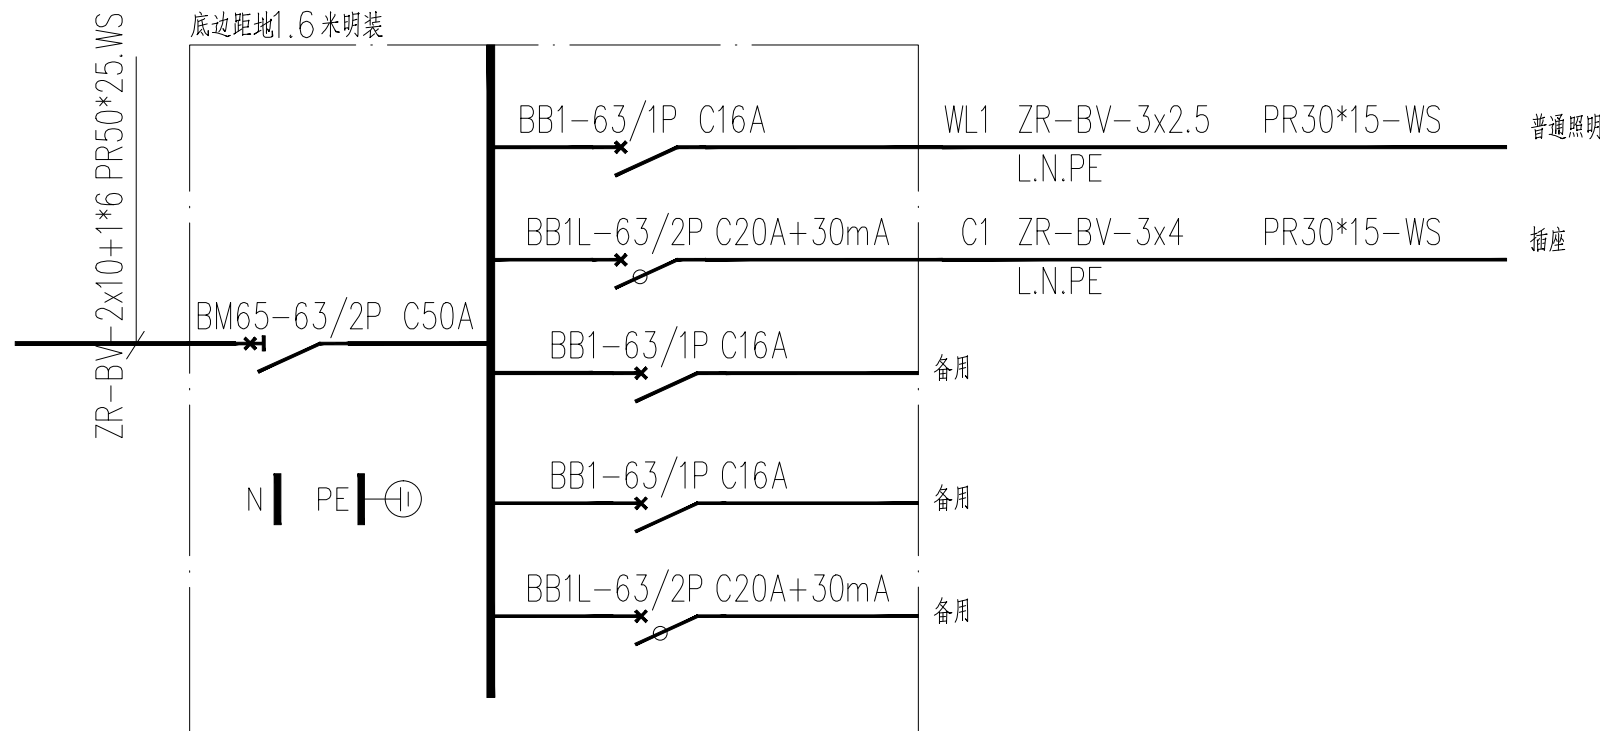 底边距地1.6米明装
ZR-BV-2x10+1*6 PR50*25.WS
BB1-63/1P C16A
WL1 ZR-BV-3x2.5 PR30*15-WS
普通照明
L.N.PE
BB1L-63/2P C20A+30mA
C1 ZR-BV-3x4 PR30*15-WS
插座
L.N.PE
BM65-63/2P C50A
BB1-63/1P C16A
备用
BB1-63/1P C16A
备用
N
PE
BB1L-63/2P C20A+30mA
备用